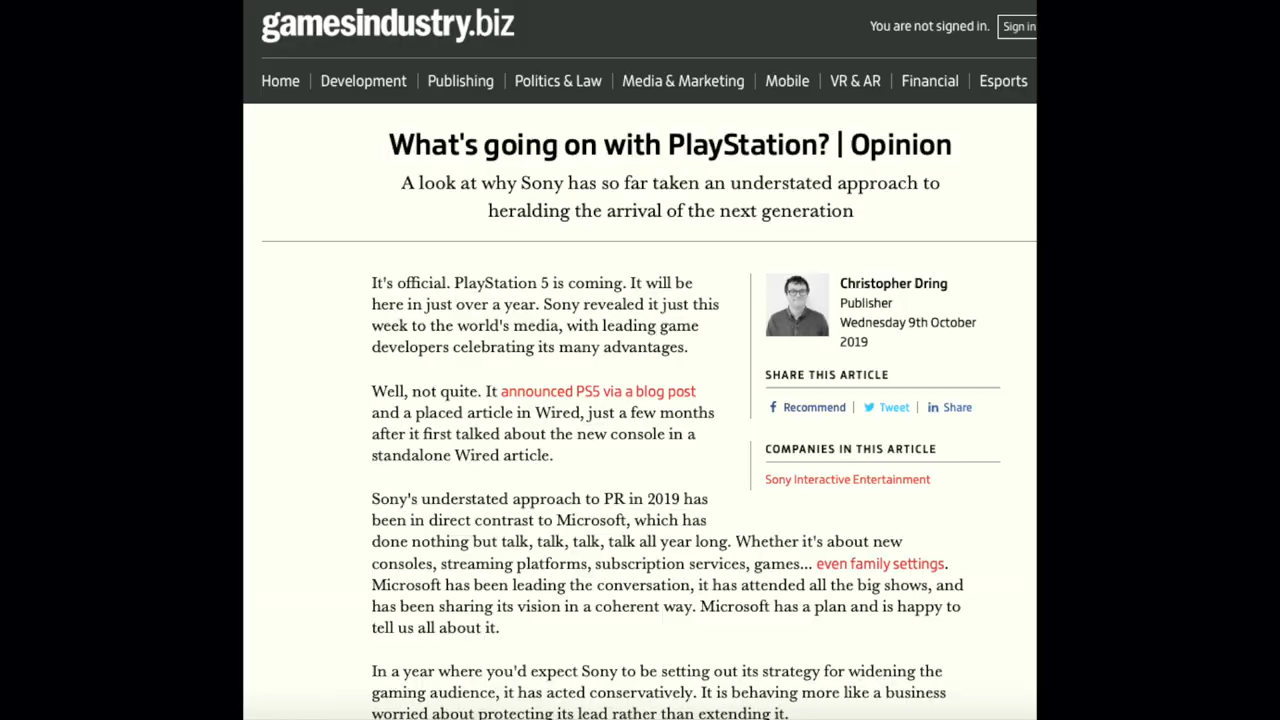 gamesindustry.biz
You are not signed in. Sign in
Home | Development | Publishing | Politics & Law | Media & Marketing | Mobile | VR & AR | Financial | Esports
What's going on with PlayStation? | Opinion
A look at why Sony has so far taken an understated approach to
heralding the arrival of the next generation
It's official. PlayStation 5 is coming. It will be
here in just over a year. Sony revealed it just this
week to the world's media, with leading game
developers celebrating its many advantages.
Well, not quite. It announced PS5 via a blog post
and a placed article in Wired, just a few months
after it first talked about the new console in a
standalone Wired article.
Christopher Dring
Publisher
Wednesday 9th October
2019
SHARE THIS ARTICLE
Recommend | Tweet | in Share
COMPANIES IN THIS ARTICLE
Sony Interactive Entertainment
Sony's understated approach to PR in 2019 has
been in direct contrast to Microsoft, which has
done nothing but talk, talk, talk, talk all year long. Whether it's about new
consoles, streaming platforms, subscription services, games... even family settings.
Microsoft has been leading the conversation, it has attended all the big shows, and
has been sharing its vision in a coherent way. Microsoft has a plan and is happy to
tell us all about it.
In a year where you'd expect Sony to be setting out its strategy for widening the
gaming audience, it has acted conservatively. It is behaving more like a business
worried about protecting its lead rather than extending it.